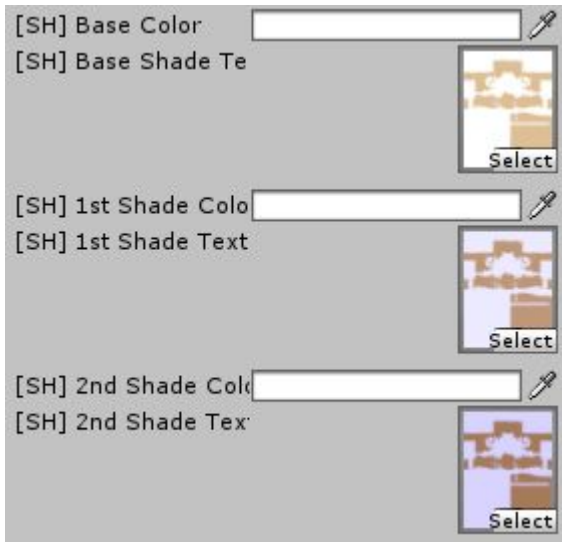 [SH] Base Color
[SH] Base Shade Te
Select
[SH] 1st Shade Colo
[SH] 1st Shade Text
Select
[SH] 2nd Shade Colo
[SH] 2nd Shade Tex
Select